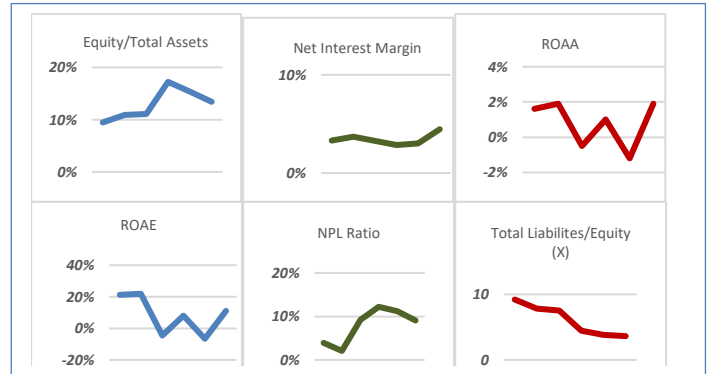 Equity/Total Assets
20%
10%
0%
Net Interest Margin
10%
0%
ROAA
4%
2%
0%
-2%
ROAE
40%
20%
0%
-20%
NPL Ratio
20%
10%
0%
Total Liabilites/Equity
(X)
10
0